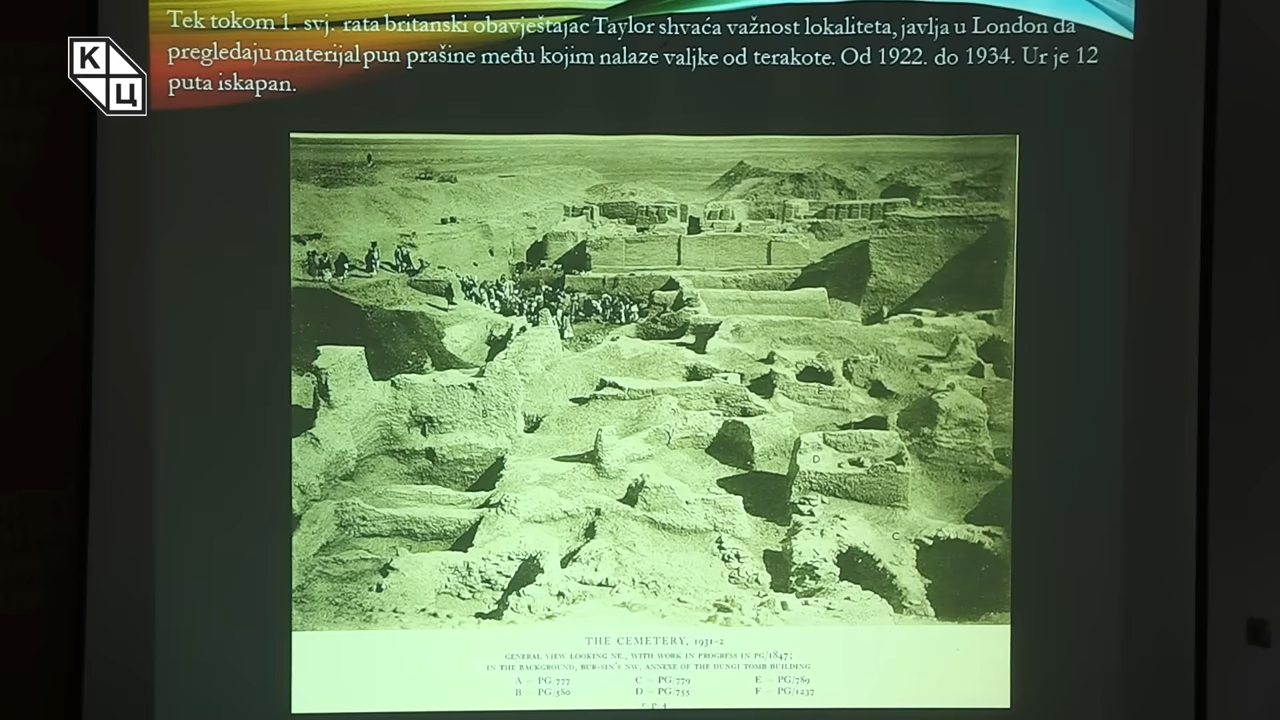 Tek tokom 1. svj. rata britanski obavještajac Taylor shvaća važnost lokaliteta, javlja u London da
pregledaju materijal pun prašine među kojim nalaze valjke od terakote. Od 1922. do 1934. Ur je 12
puta iskapan.
К
Ц
B
E
D
C
THE CEMETERY, 1931-2
GENERAL VIEW LOOKING NE., WITH WORK IN PROGRESS IN PG/1847;
IN THE BACKGROUND, BUR-SIN'S NW. ANNEXE OF THE DUNGI TOMB BUILDING
A – PG/777 C – PG/779 E – PG/789
B – PG/580 D – PG/755 F – PG/1237